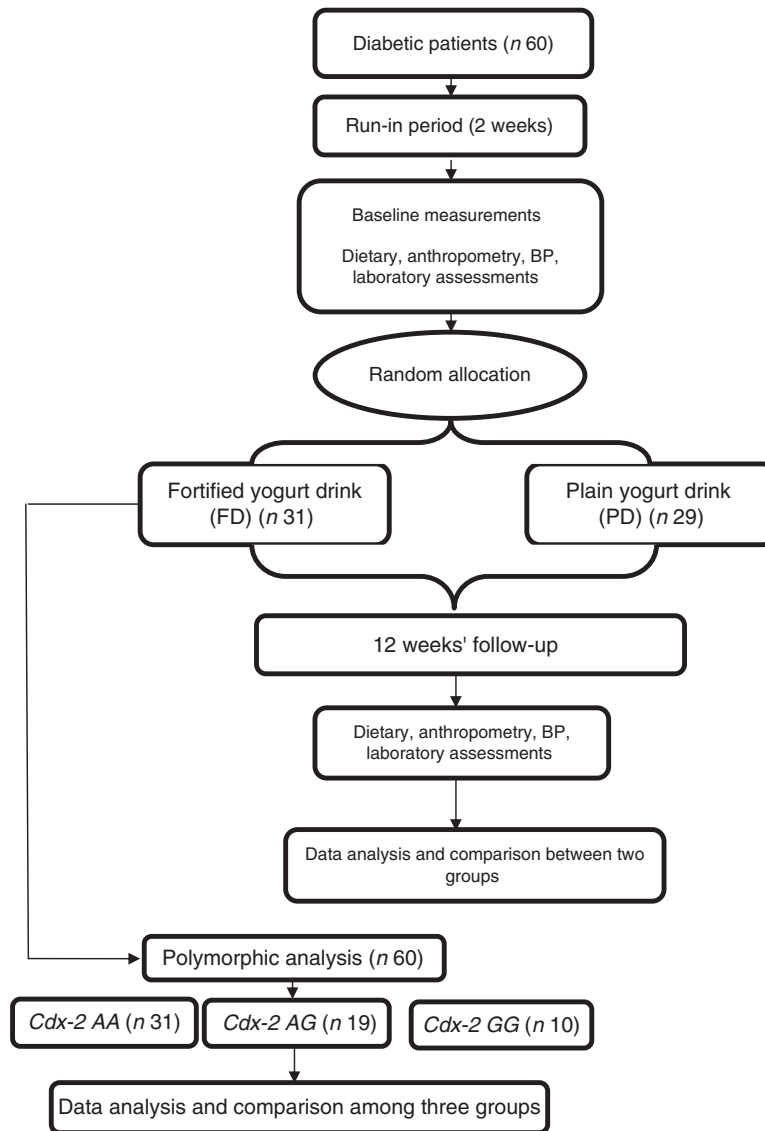 Diabetic patients (n 60)
Run-in period (2 weeks)
Baseline measurements
Dietary, anthropometry, BP,
laboratory assessments
Random allocation
Fortified yogurt drink
(FD) (n 31)
Plain yogurt drink
(PD) (n 29)
12 weeks' follow-up
Dietary, anthropometry, BP,
laboratory assessments
Data analysis and comparison between two
groups
Polymorphic analysis (n 60)
Cdx-2 AA (n 31)
Cdx-2 AG (n 19)
Cdx-2 GG (n 10)
Data analysis and comparison among three groups